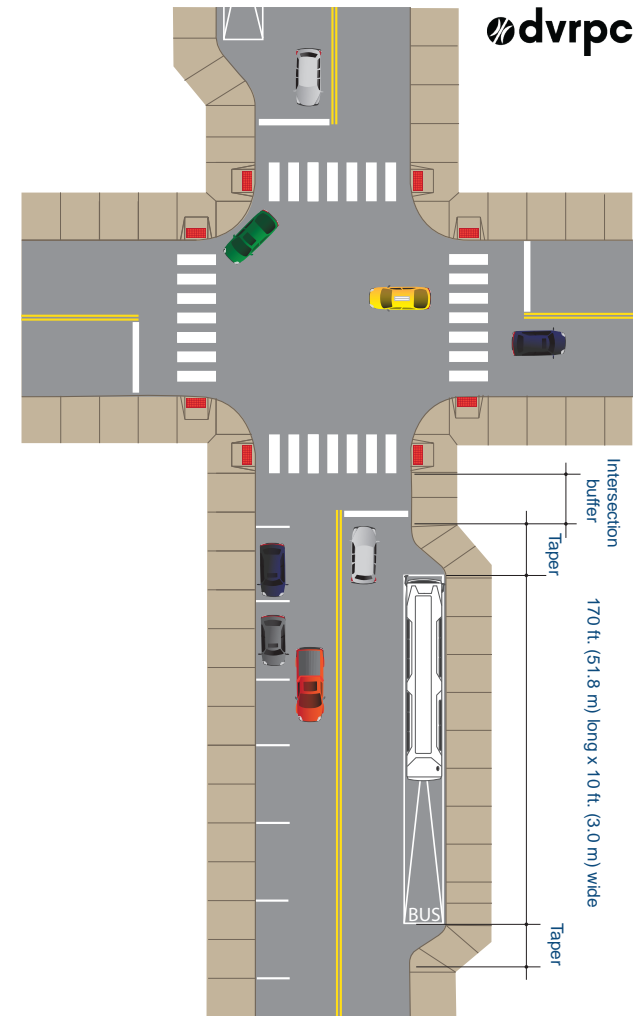 dvrpc
Intersection
buffer
Taper
170 ft. (51.8 m) long x 10 ft. (3.0 m) wide
BUS
Taper